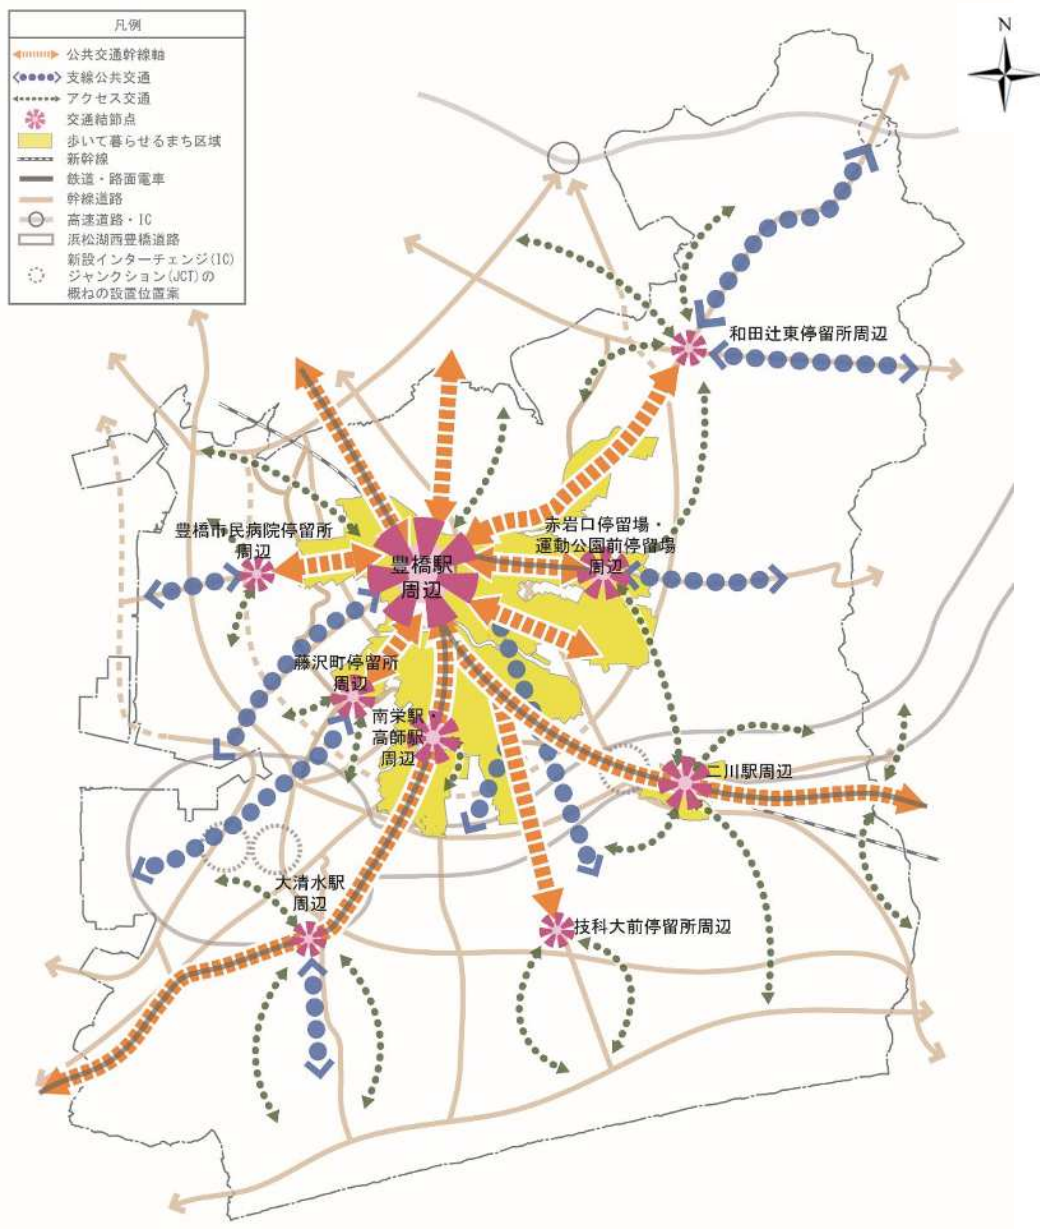 凡例
公共交通幹線軸
支線公共交通
アクセス交通
交通結節点
歩いて暮らせるまち区域
新幹線
鉄道・路面電車
幹線道路
高速道路・IC
浜松湖西豊橋道路
新設インターチェンジ(IC)
ジャンクション(JCT)の
概ねの設置位置案
N
和田辻東停留所周辺
豊橋市民病院停留所
周辺
豊橋駅
周辺
赤岩口停留場・
運動公園前停留場
周辺
藤沢町停留所
周辺
南栄駅・
高師駅
周辺
二川駅周辺
大清水駅
周辺
技科大前停留所周辺